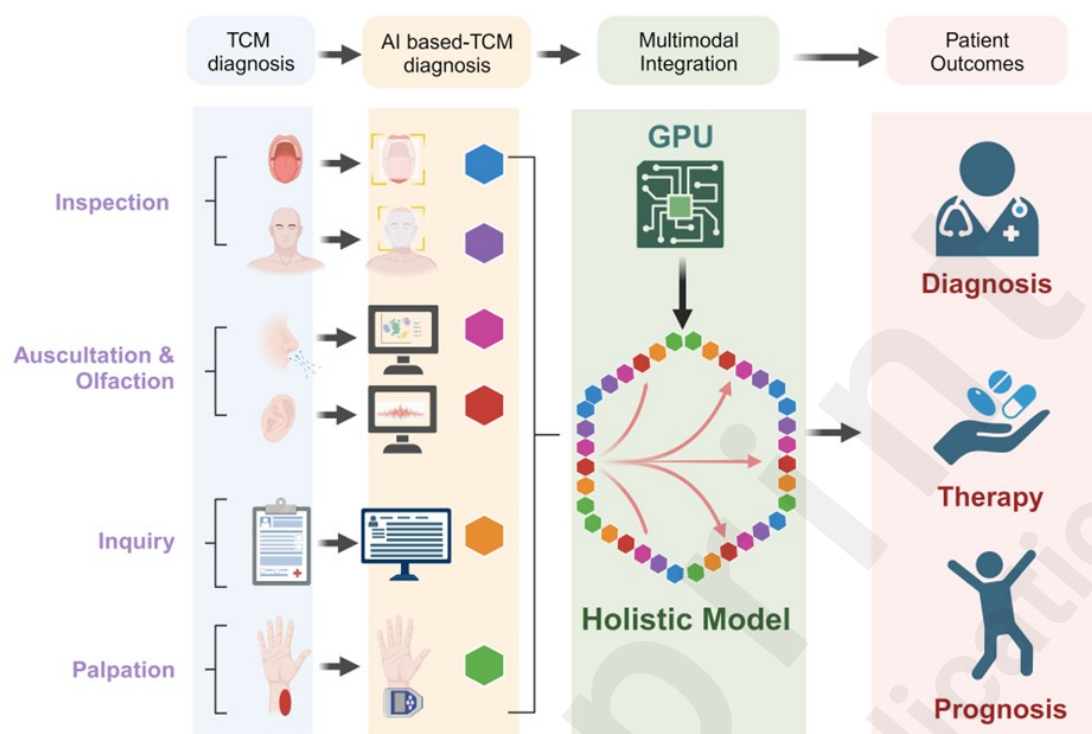 TCM
diagnosis
AI based-TCM
diagnosis
Multimodal
Integration
Patient
Outcomes
Inspection
Auscultation &
Olfaction
Inquiry
Palpation
GPU
Holistic Model
Diagnosis
Therapy
Prognosis